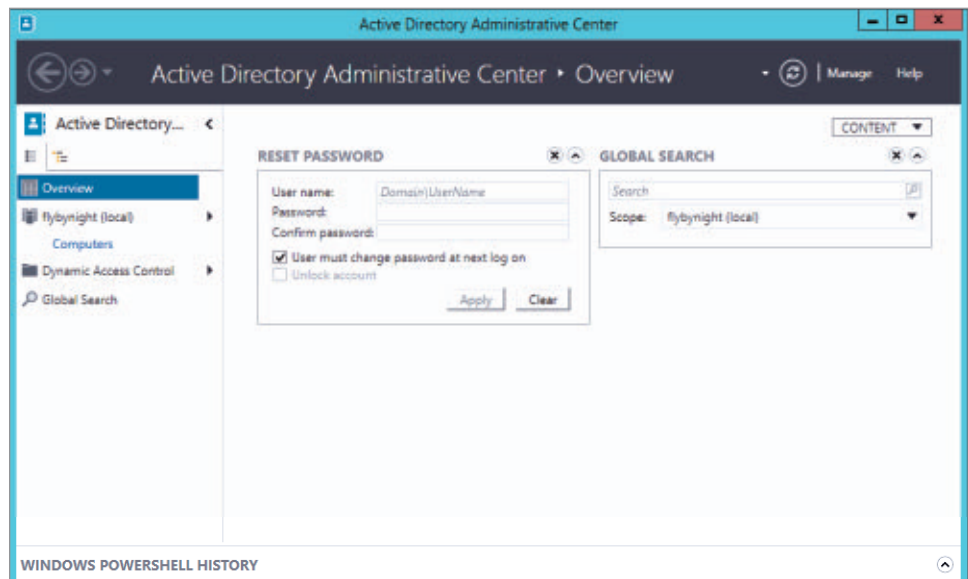 Active Directory Administrative Center
Active Directory Administrative Center • Overview
Manage Help
Active Directory...
CONTENT
RESET PASSWORD
GLOBAL SEARCH
Overview
flybynight (local)
Computers
Dynamic Access Control
Global Search
User name: Domain\UserName
Password:
Confirm password:
User must change password at next log on
Unlock account
Apply Clear
Search
Scope: flybynight (local)
WINDOWS POWERSHELL HISTORY